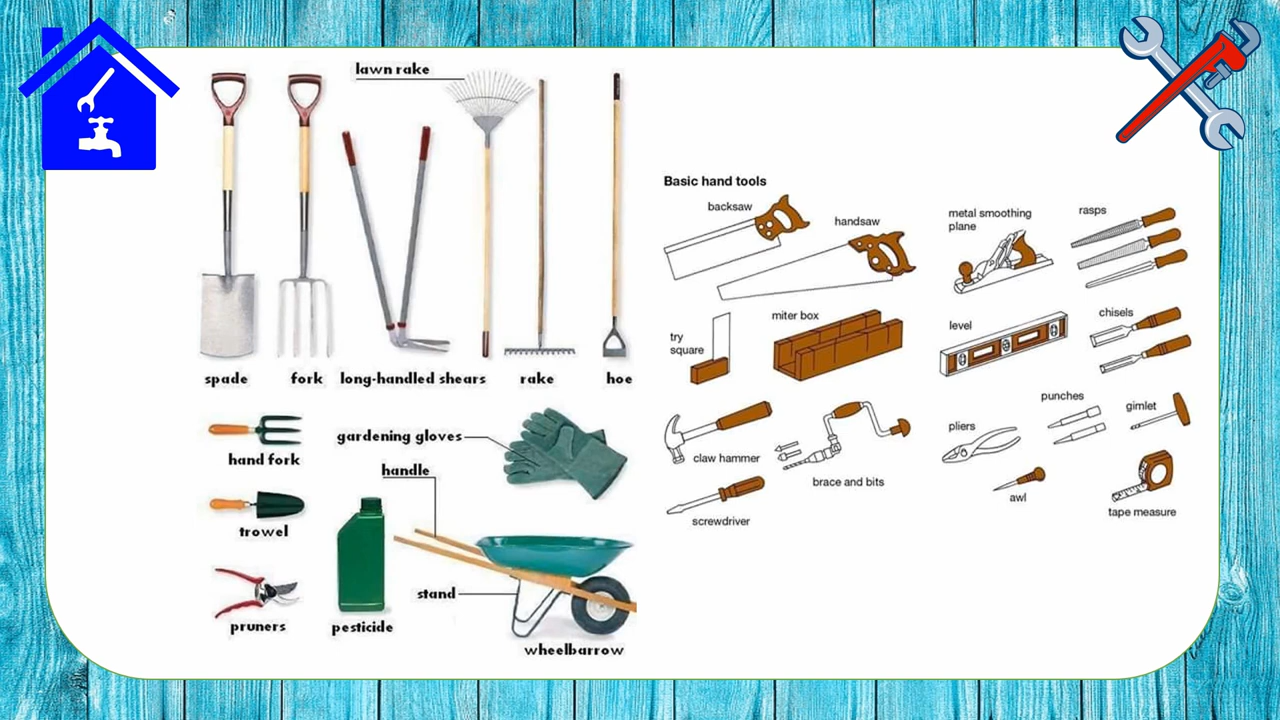 lawn rake
spade
fork
long-handled shears
rake
hoe
hand fork
gardening gloves
handle
trowel
stand
pruners
pesticide
wheelbarrow
Basic hand tools
backsaw
handsaw
metal smoothing
plane
rasps
try
square
miter box
level
chisels
claw hammer
brace and bits
pliers
punches
gimlet
screwdriver
awl
tape measure